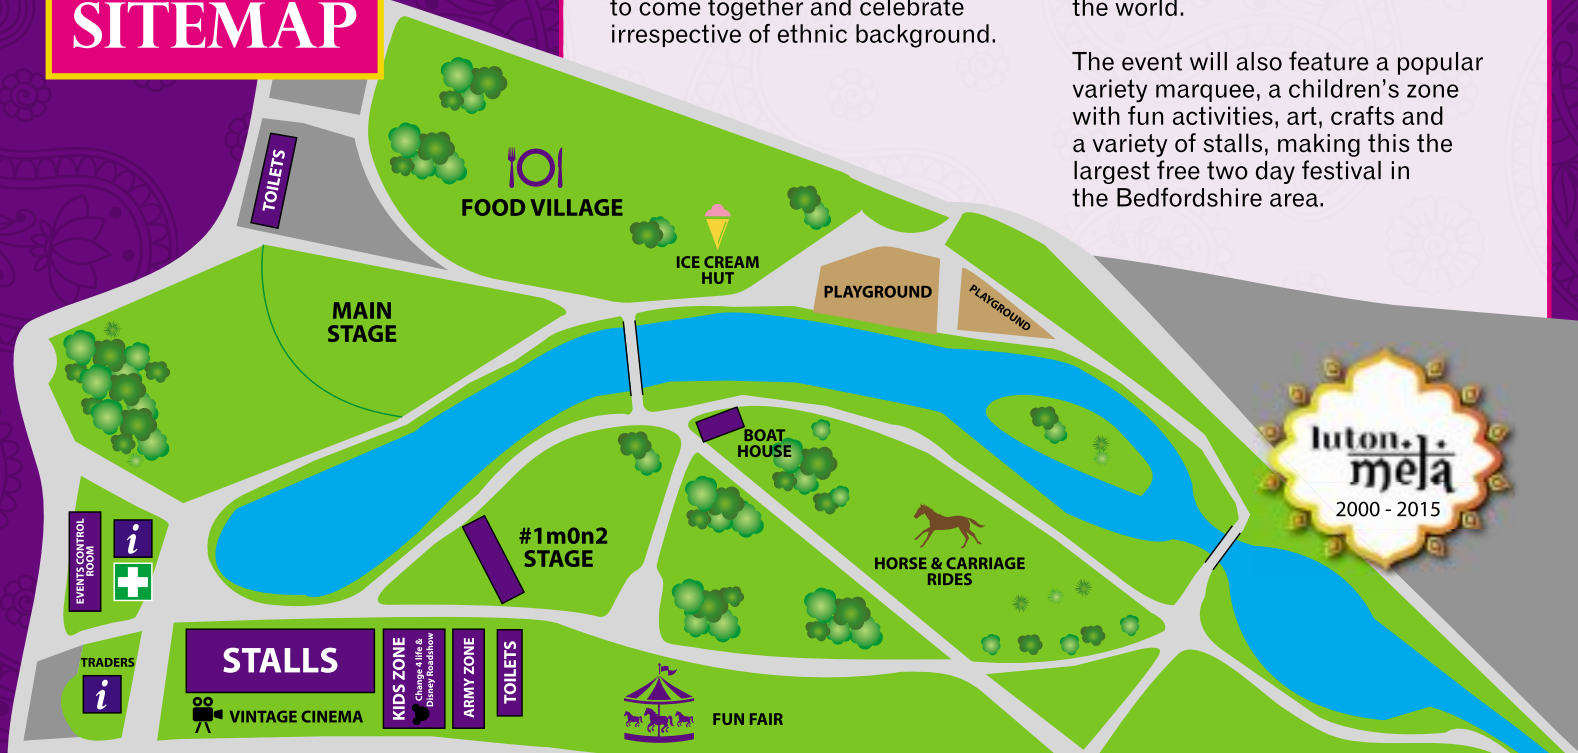 SITEMAP
to come together and celebrate
irrespective of ethnic background.
the world.
The event will also feature a popular
variety marquee, a children's zone
with fun activities, art, crafts and
a variety of stalls, making this the
largest free two day festival in
the Bedfordshire area.
TOILETS
FOOD VILLAGE
ICE CREAM
HUT
PLAYGROUND
PLAYGROUND
MAIN
STAGE
BOAT
HOUSE
luton
mela
2000 - 2015
#1m0n2
STAGE
HORSE & CARRIAGE
RIDES
EVENTS CONTROL
ROOM
i
TRADERS
i
STALLS
VINTAGE CINEMA
KIDS ZONE
Change 4 life &
Disney Roadshow
ARMY ZONE
TOILETS
FUN FAIR